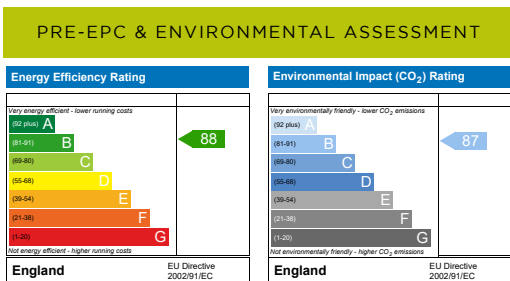 PRE-EPC & ENVIRONMENTAL ASSESSMENT
Energy Efficiency Rating
Very energy efficient - lower running costs
(92 plus) A
(81-91) B
(69-80) C
(55-68) D
(39-54) E
(21-38) F
(1-20) G
88
Not energy efficient - higher running costs
England
EU Directive
2002/91/EC
Environmental Impact (CO₂) Rating
Very environmentally friendly - lower CO₂ emissions
(92 plus) A
(81-91) B
(69-80) C
(55-68) D
(39-54) E
(21-38) F
(1-20) G
87
Not environmentally friendly - higher CO₂ emissions
England
EU Directive
2002/91/EC